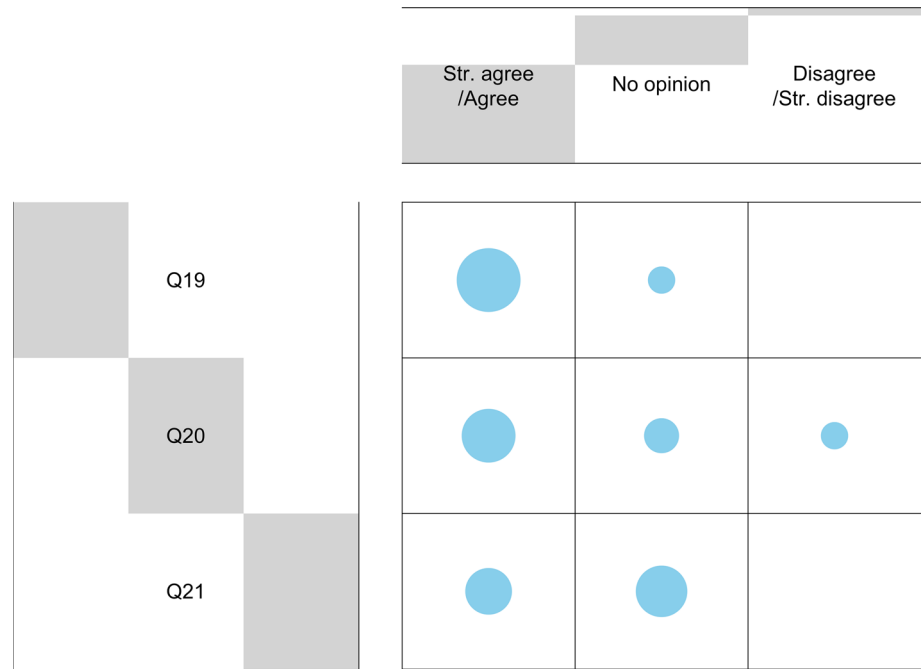 Str. agree
/Agree
No opinion
Disagree
/Str. disagree
Q19
Q20
Q21